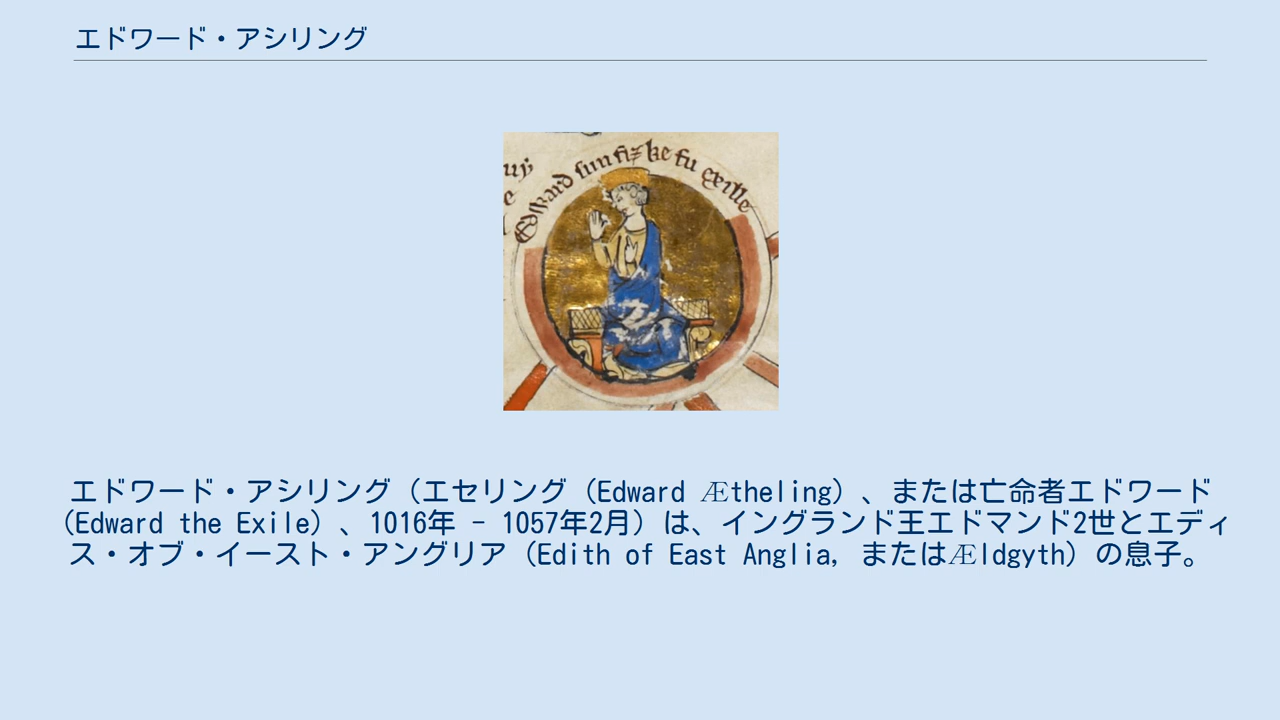 エドワード・アシリング
Edward sun fiz ke fu exille
エドワード・アシリング（エセリング（Edward Ætheling）、または亡命者エドワード
（Edward the Exile）、1016年 - 1057年2月）は、イングランド王エドマンド2世とエディ
ス・オブ・イースト・アングリア（Edith of East Anglia, またはÆldgyth）の息子。